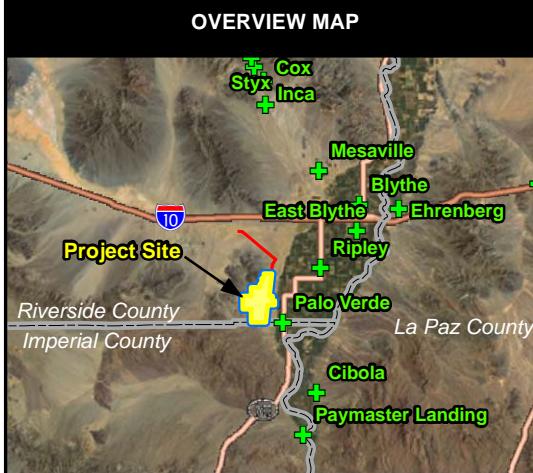 OVERVIEW MAP
Cox
Styx
Inca
Mesaville
Blythe
East Blythe
Ehrenberg
10
Ripley
Project Site
Palo Verde
Riverside County
La Paz County
Imperial County
Cibola
Paymaster Landing